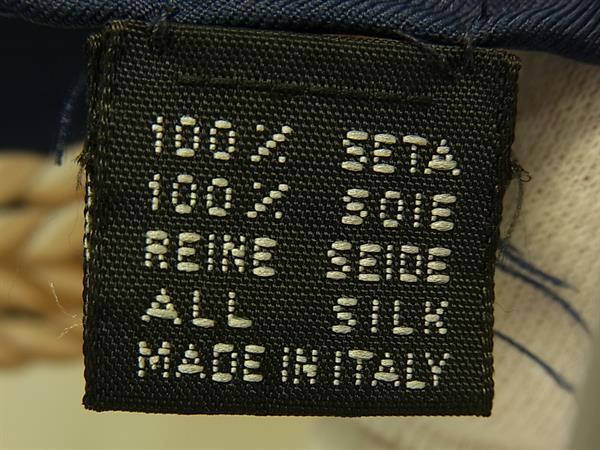 100% SETA
100% SOIE
REINE SEIDE
ALL SILK
MADE IN ITALY